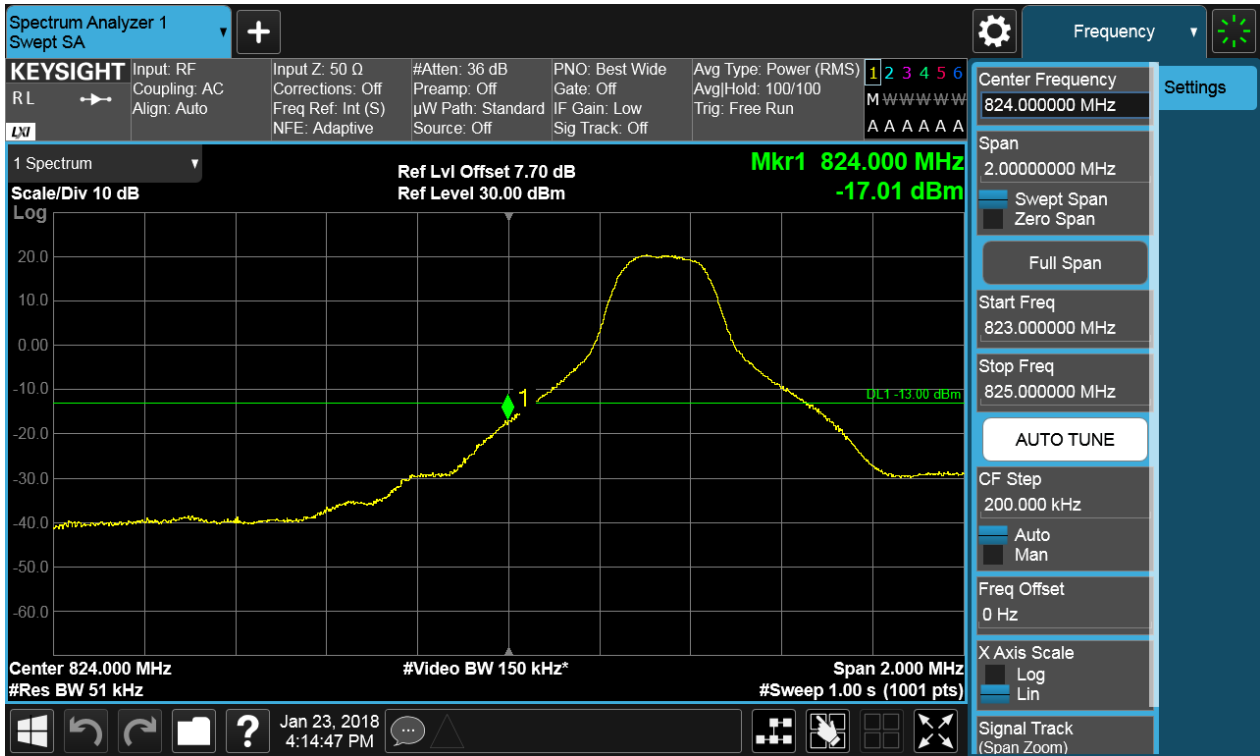 Spectrum Analyzer 1
Swept SA
+
Frequency
KEYSIGHT
R L
LXI
Input: RF
Coupling: AC
Align: Auto
Input Z: 50 Ω
Corrections: Off
Freq Ref: Int (S)
NFE: Adaptive
#Atten: 36 dB
Preamp: Off
µW Path: Standard
Source: Off
PNO: Best Wide
Gate: Off
IF Gain: Low
Sig Track: Off
Avg Type: Power (RMS)
Avg|Hold: 100/100
Trig: Free Run
1 2 3 4 5 6
M W W W W W
A A A A A A
1 Spectrum
Scale/Div 10 dB
Log
Ref Lvl Offset 7.70 dB
Ref Level 30.00 dBm
Mkr1 824.000 MHz
-17.01 dBm
20.0
10.0
0.00
-10.0
-20.0
-30.0
-40.0
-50.0
-60.0
1
DL1 -13.00 dBm
Center 824.000 MHz
#Res BW 51 kHz
#Video BW 150 kHz*
Span 2.000 MHz
#Sweep 1.00 s (1001 pts)
Center Frequency
824.000000 MHz
Settings
Span
2.00000000 MHz
Swept Span
Zero Span
Full Span
Start Freq
823.000000 MHz
Stop Freq
825.000000 MHz
AUTO TUNE
CF Step
200.000 kHz
Auto
Man
Freq Offset
0 Hz
X Axis Scale
Log
Lin
Signal Track
(Span Zoom)
?
Jan 23, 2018
4:14:47 PM